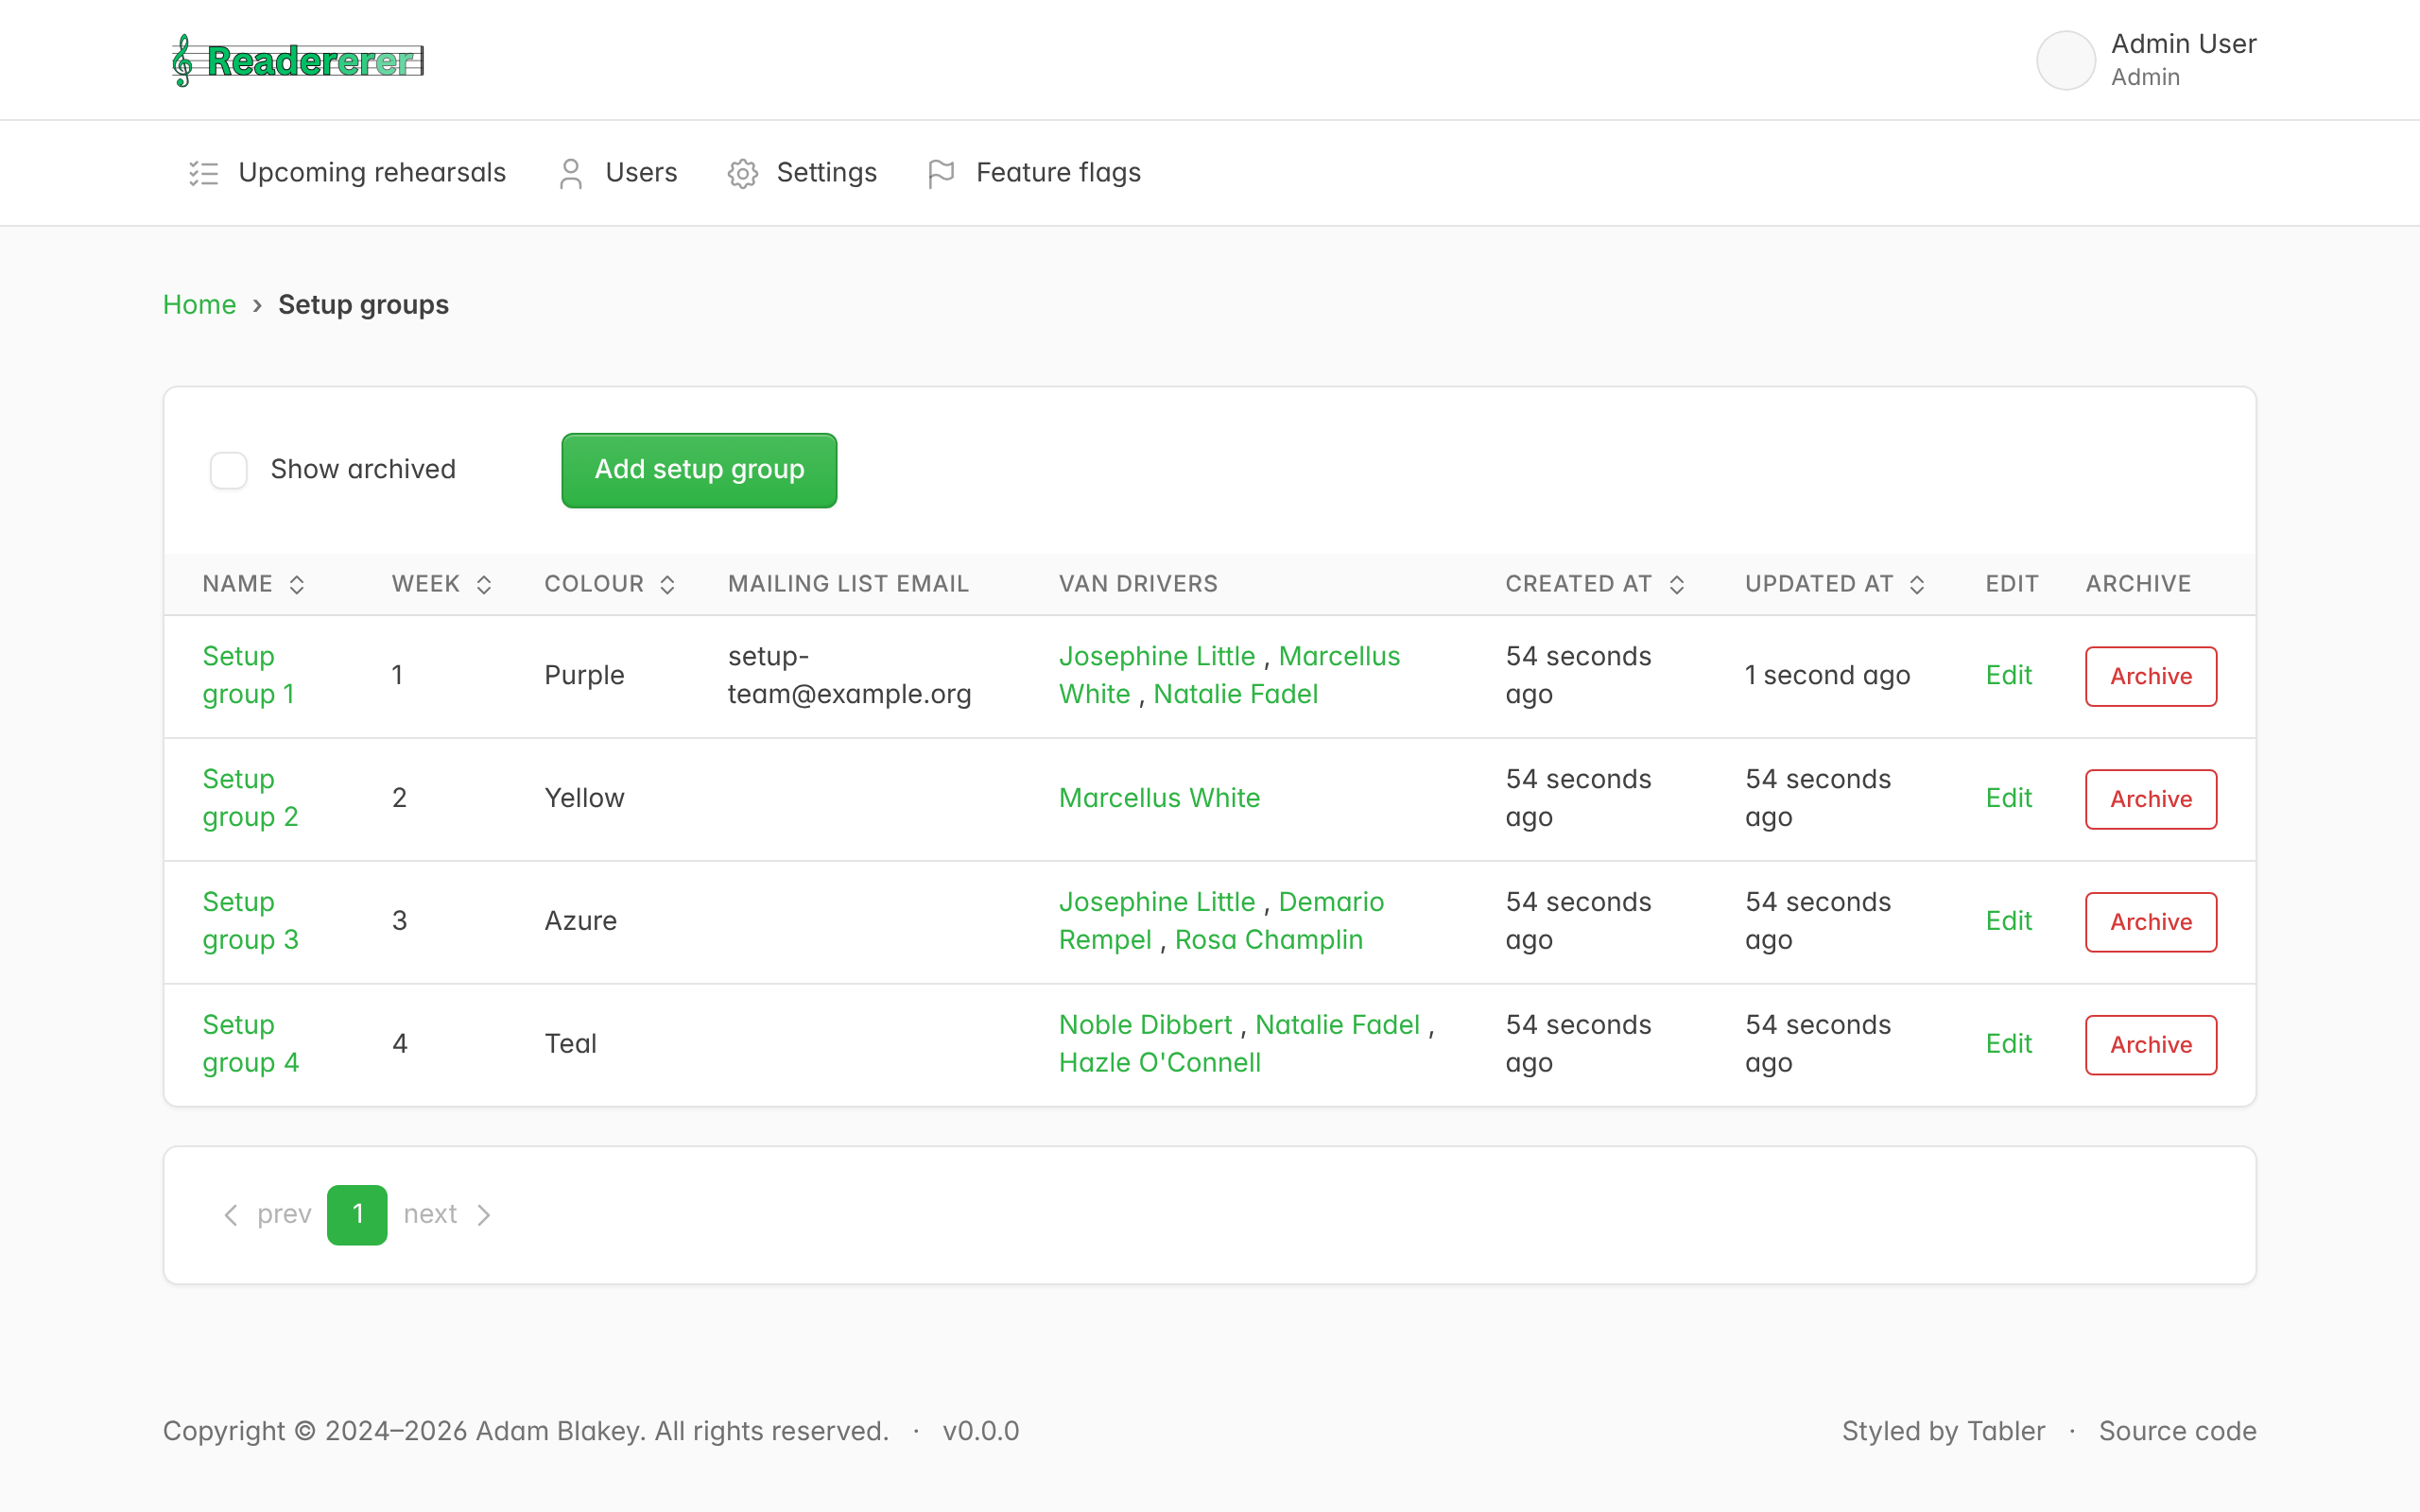 Readererer
Admin User
Admin
Upcoming rehearsals Users Settings Feature flags
Home › Setup groups
Show archived Add setup group
NAME WEEK COLOUR MAILING LIST EMAIL VAN DRIVERS CREATED AT UPDATED AT EDIT ARCHIVE
Setup group 1 1 Purple setup-team@example.org Josephine Little , Marcellus White , Natalie Fadel 54 seconds ago 1 second ago Edit Archive
Setup group 2 2 Yellow Marcellus White 54 seconds ago 54 seconds ago Edit Archive
Setup group 3 3 Azure Josephine Little , Demario Rempel , Rosa Champlin 54 seconds ago 54 seconds ago Edit Archive
Setup group 4 4 Teal Noble Dibbert , Natalie Fadel , Hazle O'Connell 54 seconds ago 54 seconds ago Edit Archive
prev 1 next
Copyright © 2024–2026 Adam Blakey. All rights reserved. · v0.0.0 Styled by Tabler · Source code